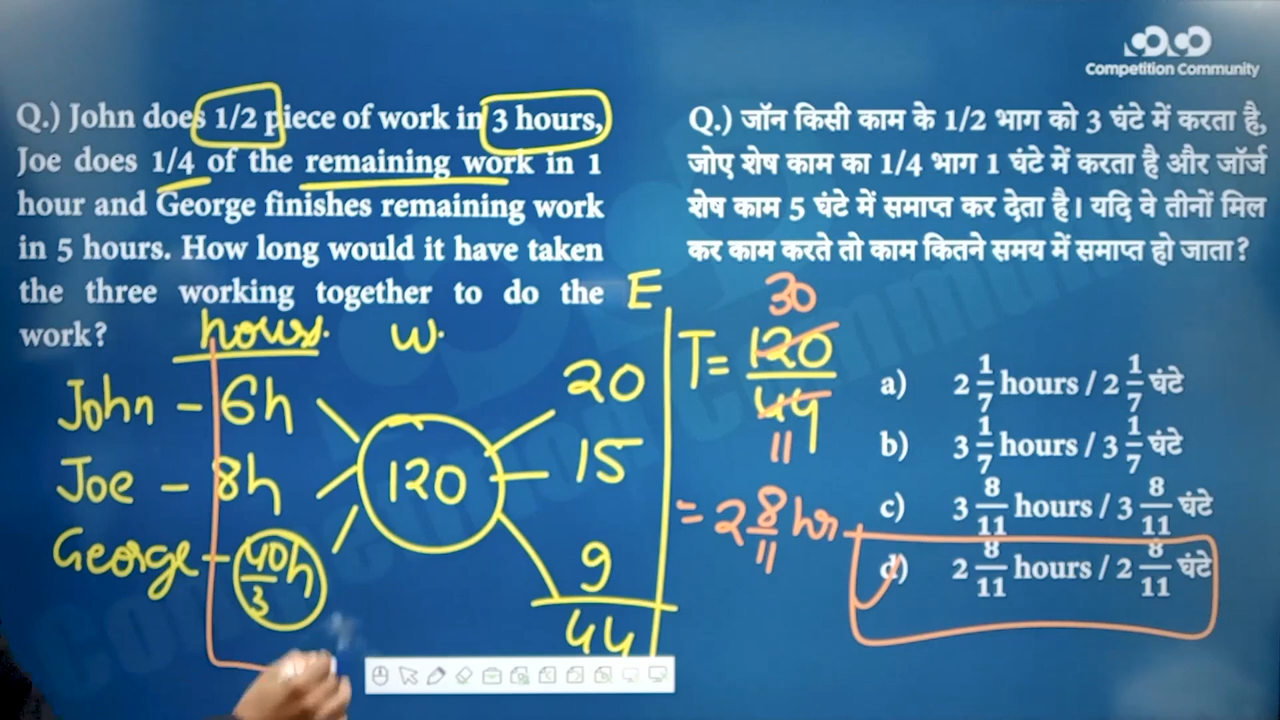 Competition Community
Q.) John does 1/2 piece of work in 3 hours,
Joe does 1/4 of the remaining work in 1
hour and George finishes remaining work
in 5 hours. How long would it have taken
the three working together to do the
work?
Q.) जॉन किसी काम के 1/2 भाग को 3 घंटे में करता है,
जोए शेष काम का 1/4 भाग 1 घंटे में करता है और जॉर्ज
शेष काम 5 घंटे में समाप्त कर देता है। यदि वे तीनों मिल
कर काम करते तो काम कितने समय में समाप्त हो जाता?
hours. w. E
John - 6h 120 20
Joe - 8h 15
George - 40/3 h 9
44
30
T = 120/44
11
= 2 8/11 hr
a) 2 1/7 hours / 2 1/7 घंटे
b) 3 1/7 hours / 3 1/7 घंटे
c) 3 8/11 hours / 3 8/11 घंटे
d) 2 8/11 hours / 2 8/11 घंटे